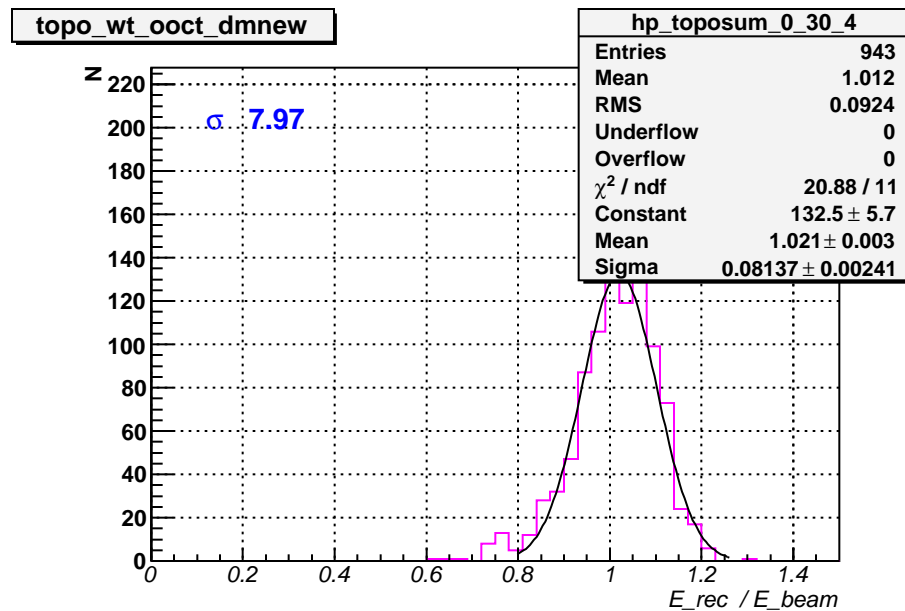 topo_wt_ooct_dmnew
hp_toposum_0_30_4
Entries 943
Mean 1.012
RMS 0.0924
Underflow 0
Overflow 0
χ² / ndf 20.88 / 11
Constant 132.5 ± 5.7
Mean 1.021 ± 0.003
Sigma 0.08137 ± 0.00241
N
σ 7.97
220
200
180
160
140
120
100
80
60
40
20
0
0 0.2 0.4 0.6 0.8 1 1.2 1.4
E_rec / E_beam